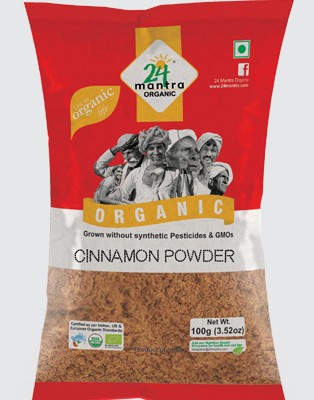 24
mantra
ORGANIC
24 Mantra Organic
www.24mantra.com
organic
life
ORGANIC
Grown without synthetic Pesticides & GMOs
CINNAMON POWDER
Net Wt.
100g (3.52oz)
Certified as per Indian, US &
European Organic Standards